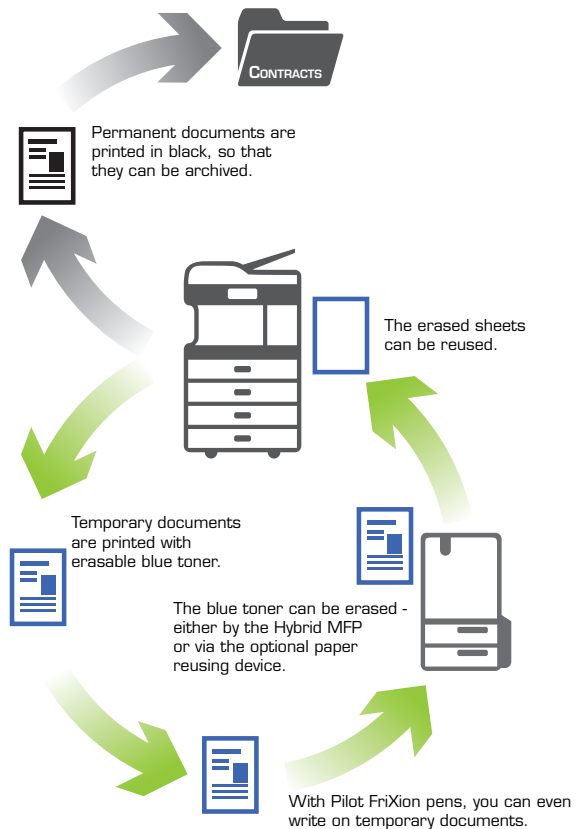 CONTRACTS
Permanent documents are
printed in black, so that
they can be archived.
The erased sheets
can be reused.
Temporary documents
are printed with
erasable blue toner.
The blue toner can be erased -
either by the Hybrid MFP
or via the optional paper
reusing device.
With Pilot FriXion pens, you can even
write on temporary documents.